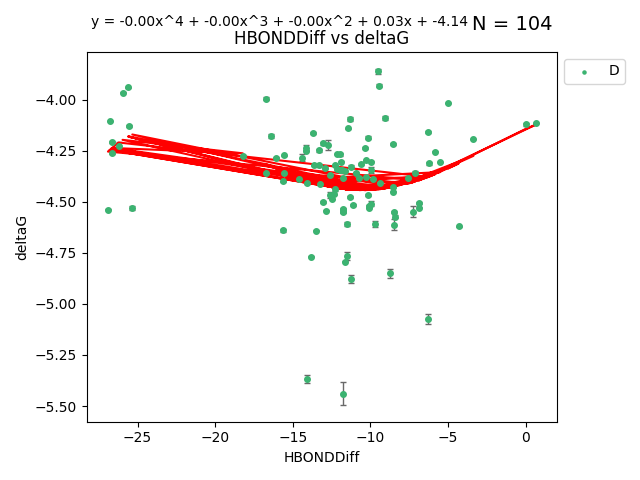 y = -0.00x^4 + -0.00x^3 + -0.00x^2 + 0.03x + -4.14 N = 104
HBONDDiff vs deltaG
D
−4.00
−4.25
−4.50
−4.75
−5.00
−5.25
−5.50
deltaG
−25 −20 −15 −10 −5 0
HBONDDiff